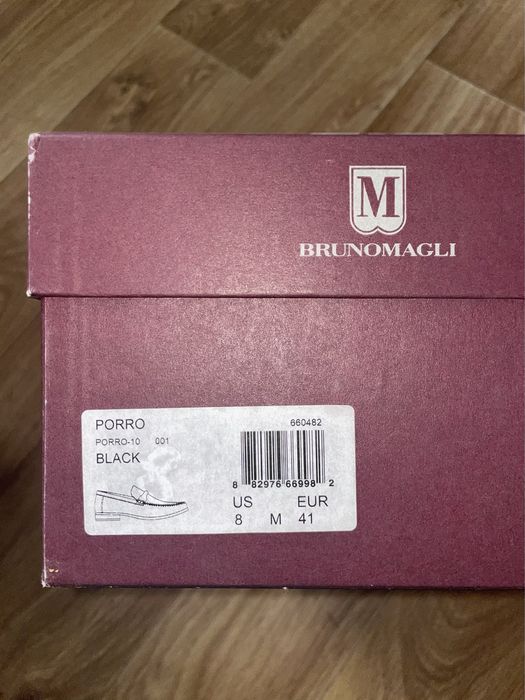 M
BRUNOMAGLI
PORRO
660482
PORRO-10 001
BLACK
8 82976 66998 2
US EUR
8 M 41